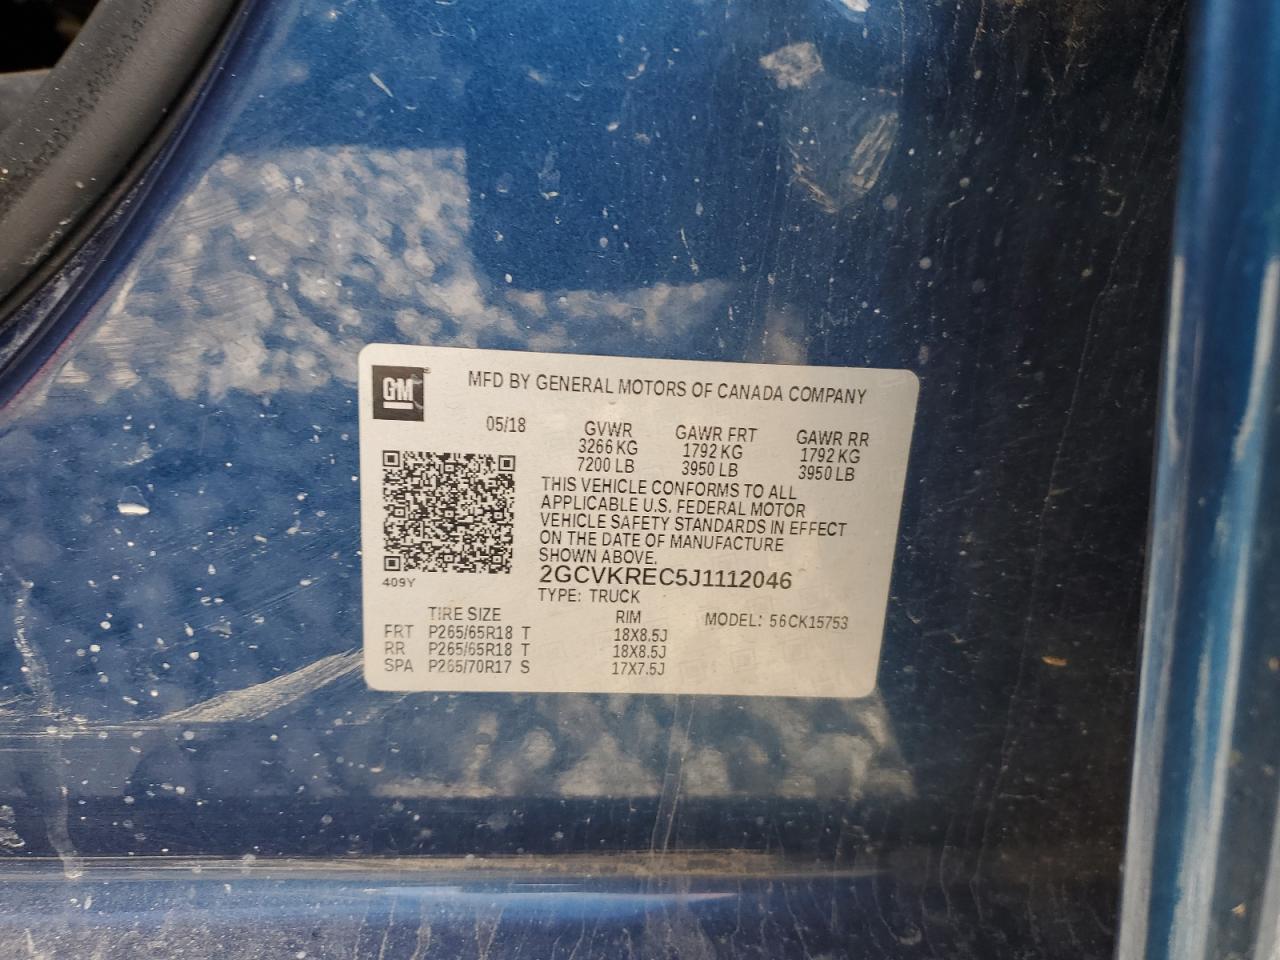 GM
MFD BY GENERAL MOTORS OF CANADA COMPANY
05/18 GVWR GAWR FRT GAWR RR
3266 KG 1792 KG 1792 KG
7200 LB 3950 LB 3950 LB
THIS VEHICLE CONFORMS TO ALL
APPLICABLE U.S. FEDERAL MOTOR
VEHICLE SAFETY STANDARDS IN EFFECT
ON THE DATE OF MANUFACTURE
SHOWN ABOVE.
409Y
2GCVKREC5J1112046
TYPE: TRUCK
TIRE SIZE RIM MODEL: 56CK15753
FRT P265/65R18 T 18X8.5J
RR P265/65R18 T 18X8.5J
SPA P265/70R17 S 17X7.5J